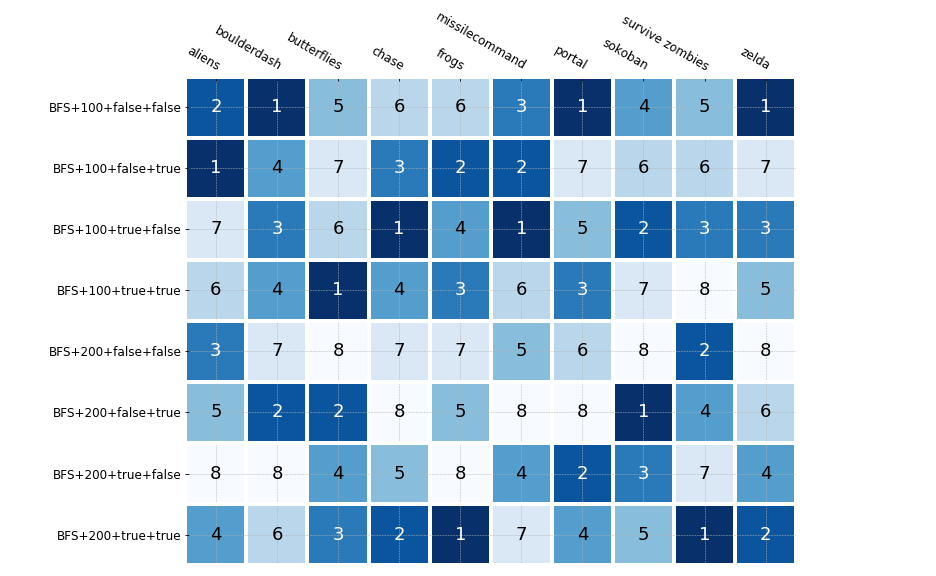 aliens boulderdash butterflies chase frogs missilecommand portal sokoban survive zombies zelda
BFS+100+false+false 2 1 5 6 6 3 1 4 5 1
BFS+100+false+true 1 4 7 3 2 2 7 6 6 7
BFS+100+true+false 7 3 6 1 4 1 5 2 3 3
BFS+100+true+true 6 4 1 4 3 6 3 7 8 5
BFS+200+false+false 3 7 8 7 7 5 6 8 2 8
BFS+200+false+true 5 2 2 8 5 8 8 1 4 6
BFS+200+true+false 8 8 4 5 8 4 2 3 7 4
BFS+200+true+true 4 6 3 2 1 7 4 5 1 2